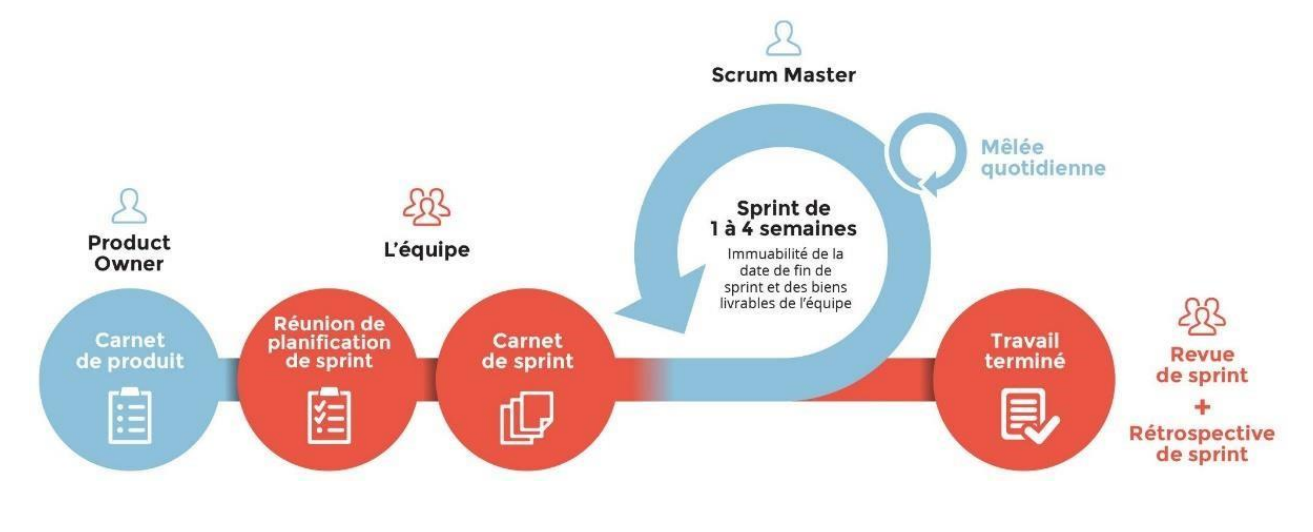 Scrum Master
Mêlée
quotidienne
Sprint de
1 à 4 semaines
Immuabilité de la
date de fin de
sprint et des biens
livrables de l'équipe
Product
Owner
L'équipe
Carnet
de produit
Réunion de
planification
de sprint
Carnet
de sprint
Travail
terminé
Revue
de sprint
+
Rétrospective
de sprint